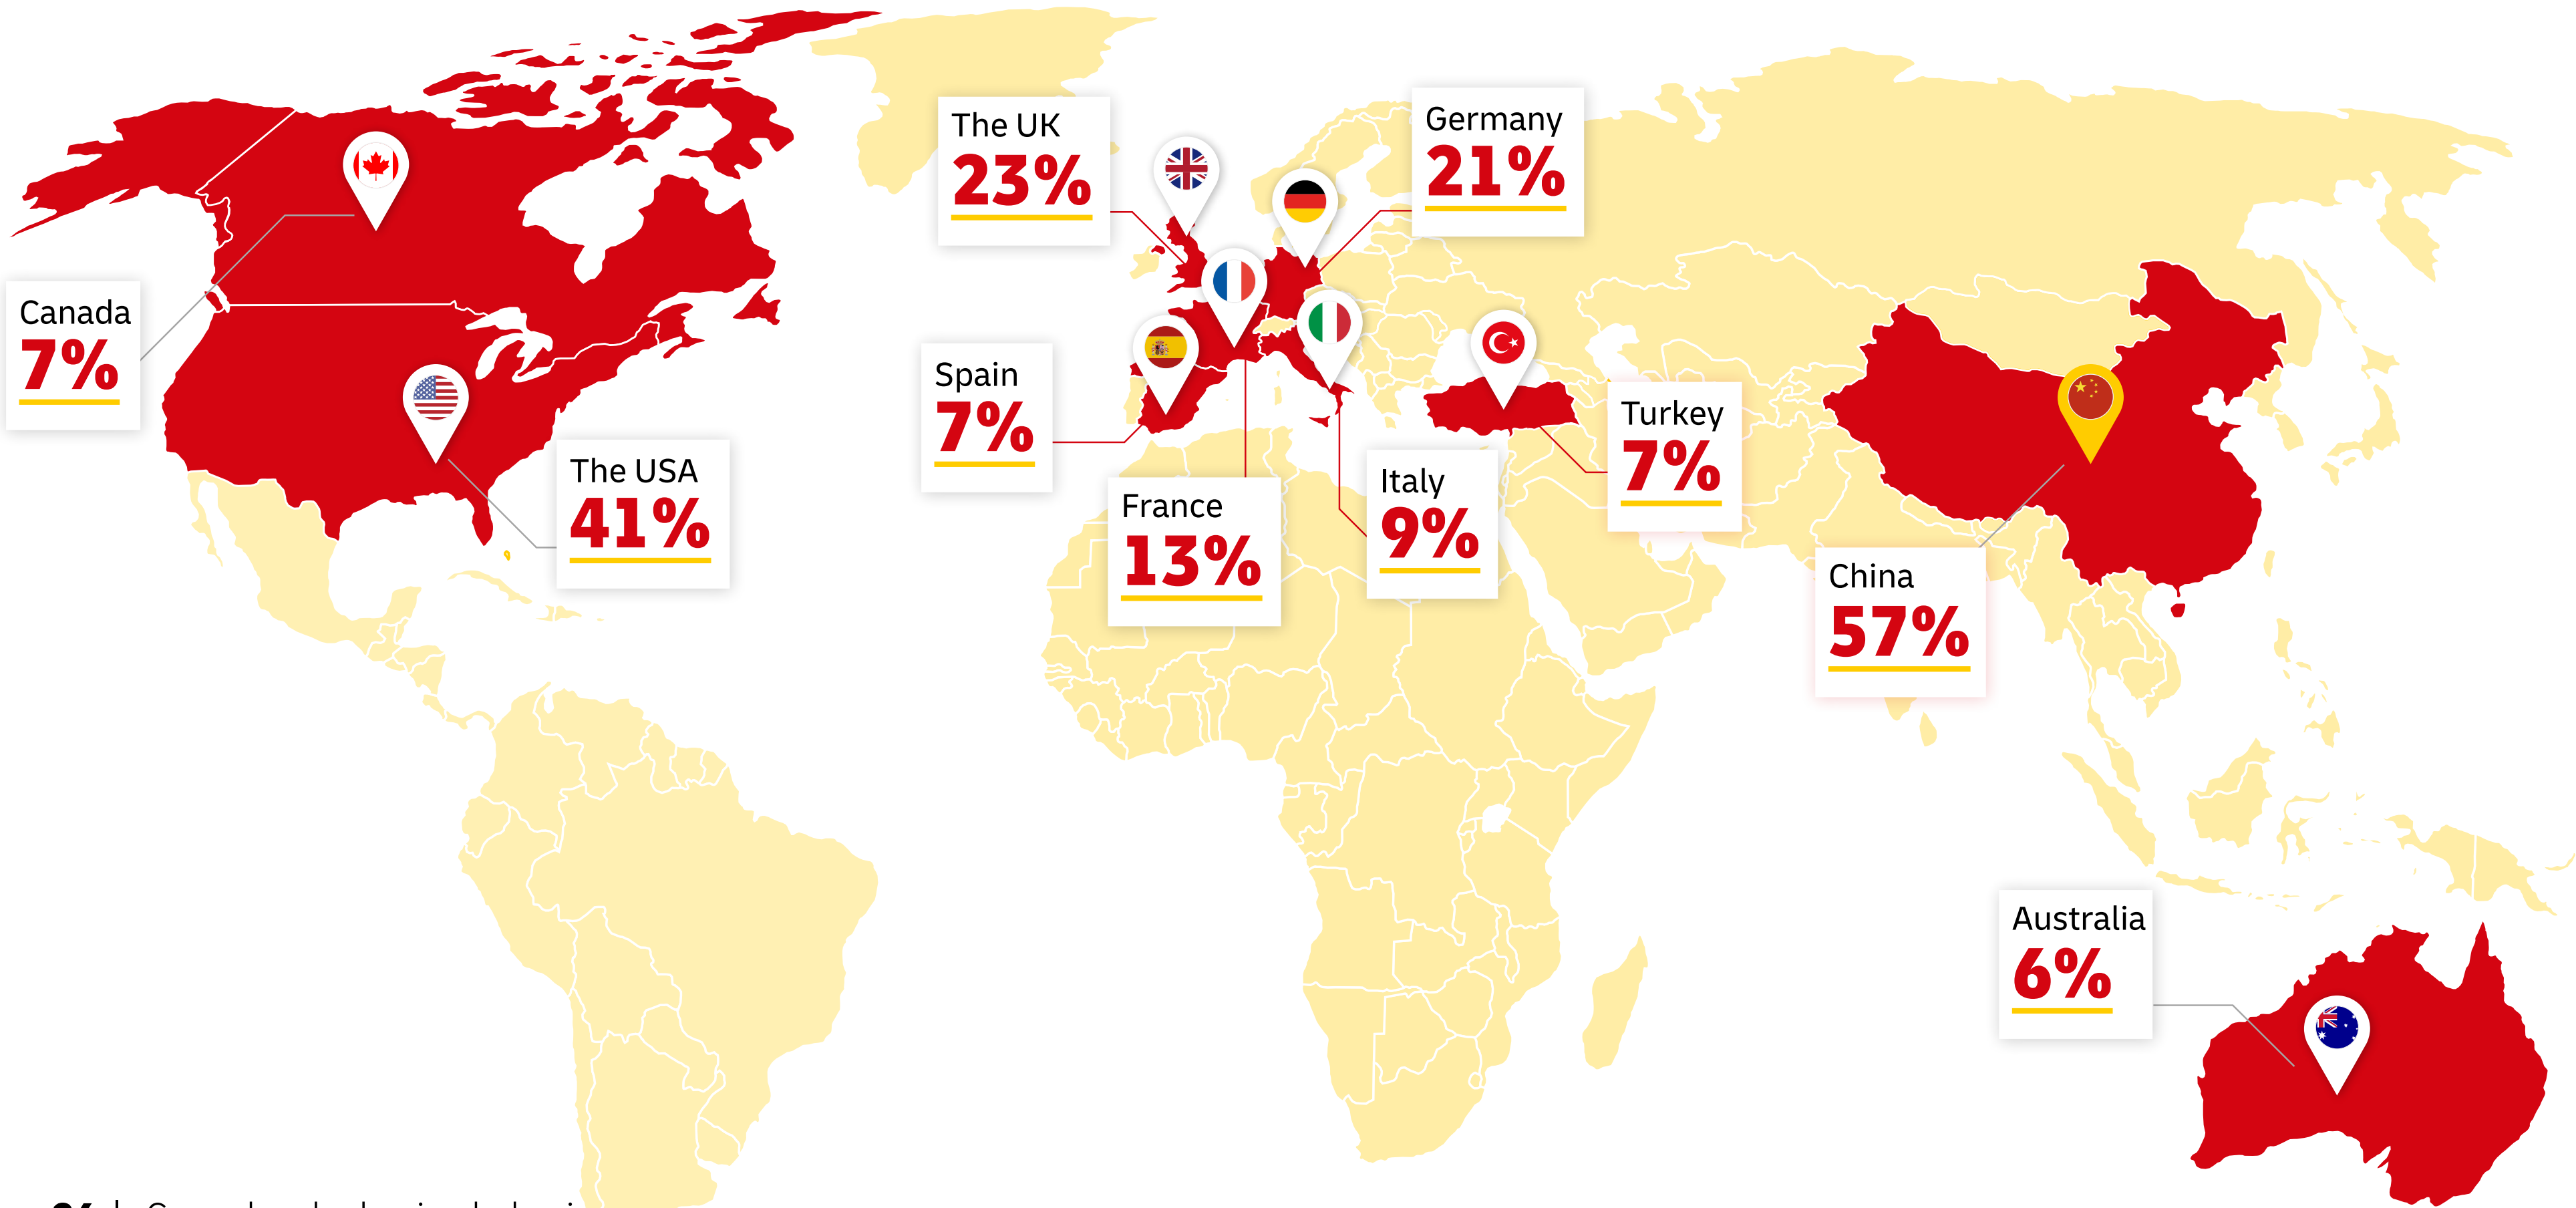 The UK
23%
Germany
21%
Canada
7%
Spain
7%
The USA
41%
France
13%
Italy
9%
Turkey
7%
China
57%
Australia
6%